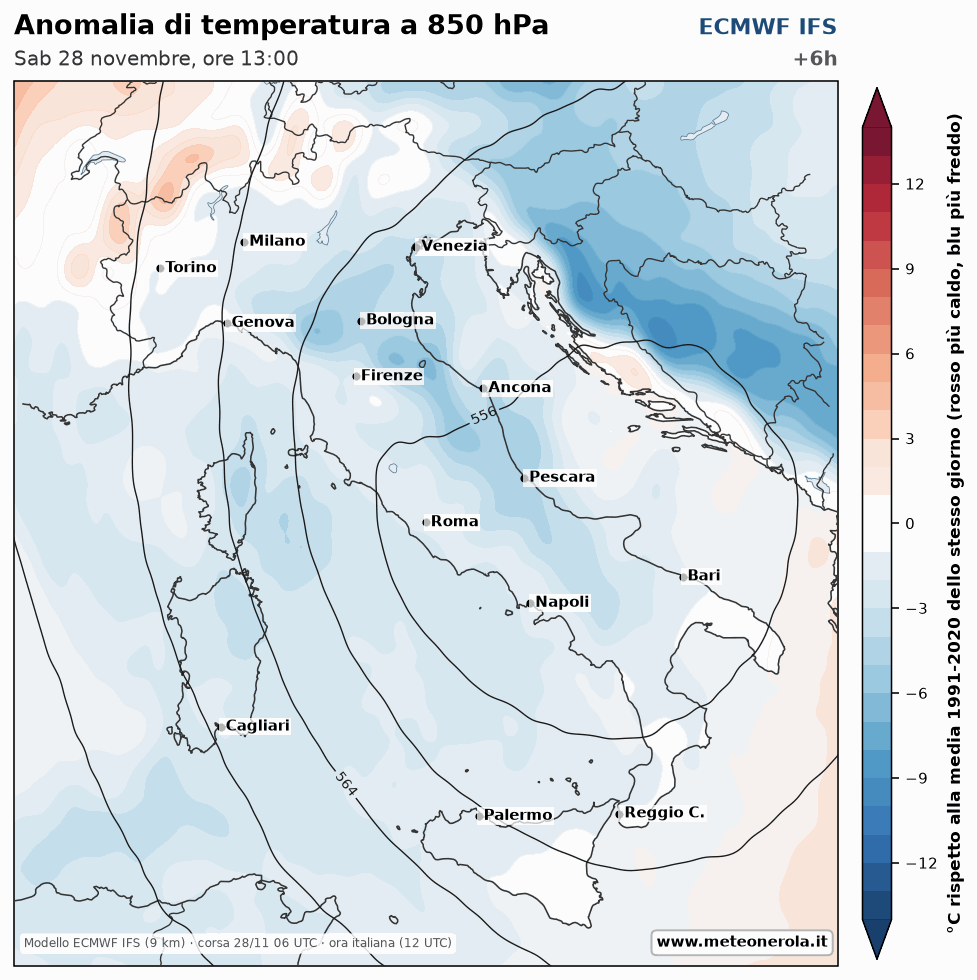 Anomalia di temperatura a 850 hPa
ECMWF IFS
Sab 28 novembre, ore 13:00
+6h
Milano
Venezia
Torino
Genova
Bologna
Firenze
Ancona
556
Pescara
Roma
Bari
Napoli
Cagliari
564
Palermo
Reggio C.
12
9
6
3
0
−3
−6
−9
−12
°C rispetto alla media 1991-2020 dello stesso giorno (rosso più caldo, blu più freddo)
Modello ECMWF IFS (9 km) · corsa 28/11 06 UTC · ora italiana (12 UTC)
www.meteonerola.it